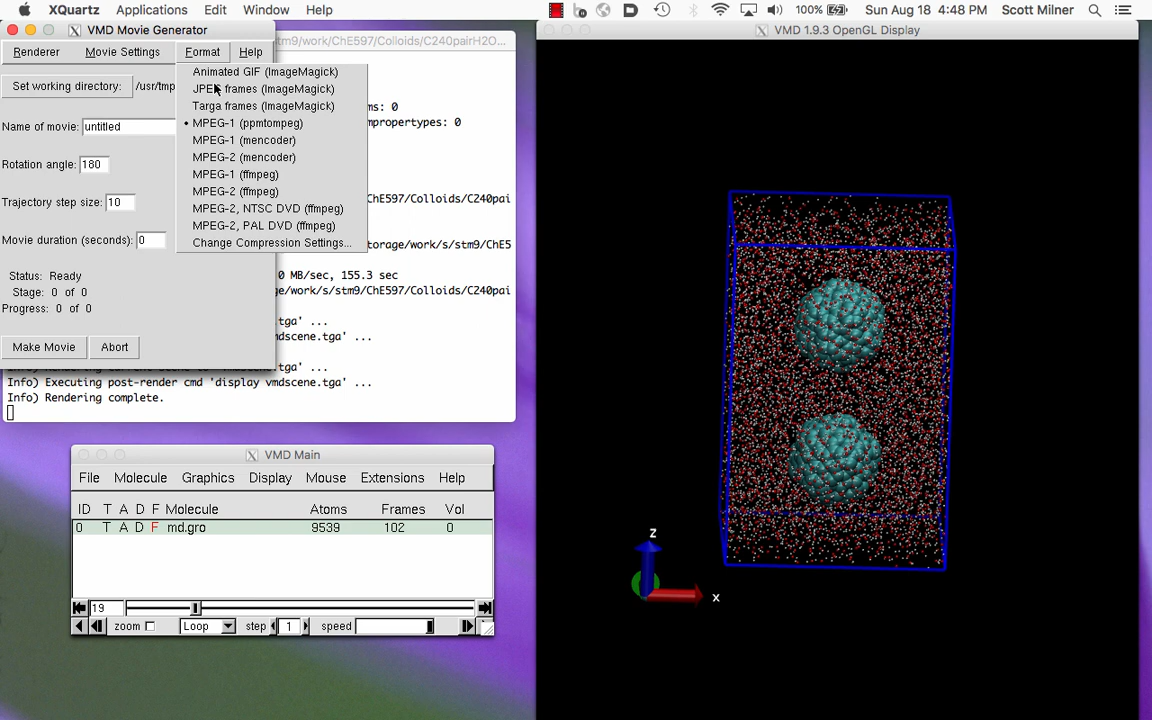 XQuartz Applications Edit Window Help
100% Sun Aug 18 4:48 PM Scott Milner
VMD Movie Generator
Renderer Movie Settings Format Help
Set working directory: /usr/tmp
Name of movie: untitled
Rotation angle: 180
Trajectory step size: 10
Movie duration (seconds): 0
Status: Ready
Stage: 0 of 0
Progress: 0 of 0
Make Movie Abort
Animated GIF (ImageMagick)
JPEG frames (ImageMagick)
Targa frames (ImageMagick)
MPEG-1 (ppmtompeg)
MPEG-1 (mencoder)
MPEG-2 (mencoder)
MPEG-1 (ffmpeg)
MPEG-2 (ffmpeg)
MPEG-2, NTSC DVD (ffmpeg)
MPEG-2, PAL DVD (ffmpeg)
Change Compression Settings...
tm9/work/ChE597/Colloids/C240pairH2O...
ms: 0
mpropertypes: 0
ChE597/Colloids/C240pai
torage/work/s/stm9/ChE5
0 MB/sec, 155.3 sec
ge/work/s/stm9/ChE597/Colloids/C240pai
tga' ...
mdscene.tga' ...
tga' ...
Info) Executing post-render cmd 'display vmdscene.tga' ...
Info) Rendering complete.
VMD Main
File Molecule Graphics Display Mouse Extensions Help
ID T A D F Molecule Atoms Frames Vol
0 T A D F md.gro 9539 102 0
19
zoom Loop step 1 speed
VMD 1.9.3 OpenGL Display
z
x